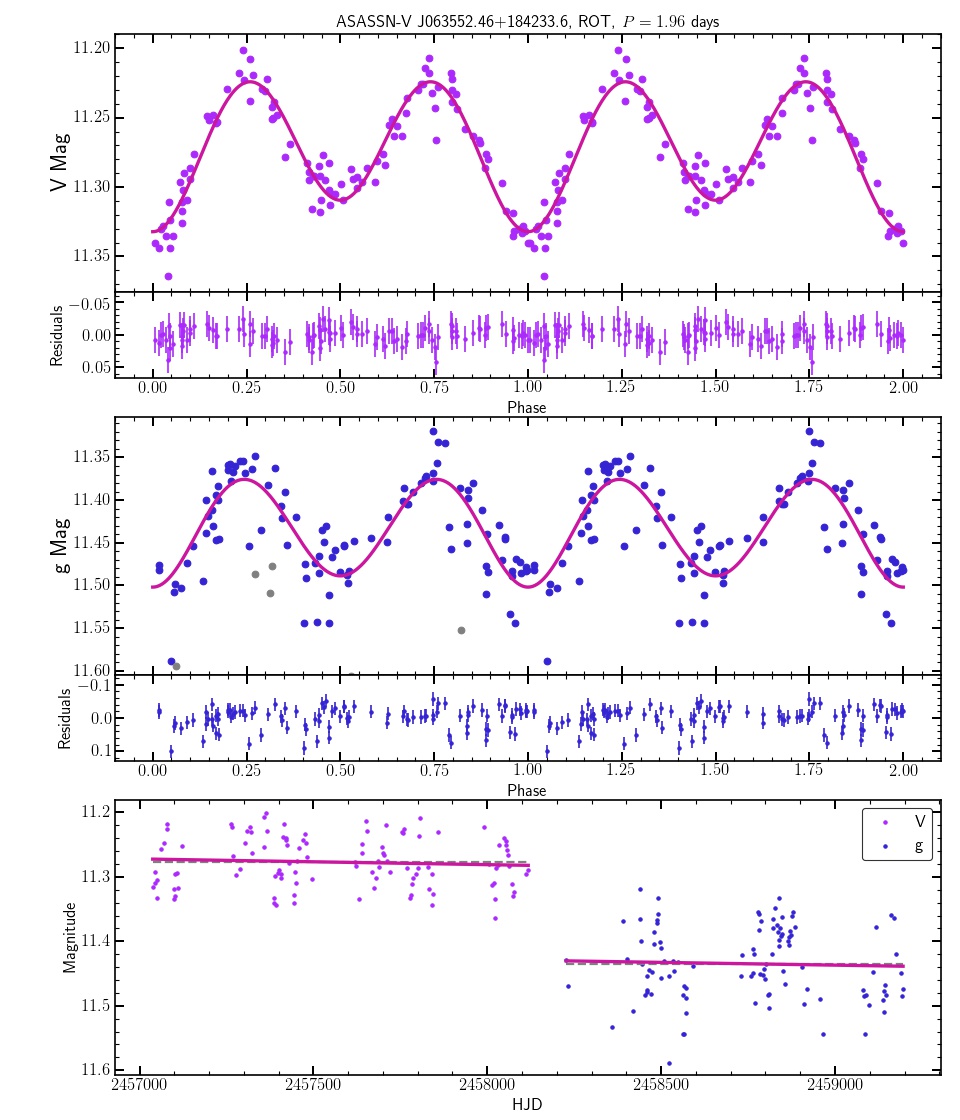 ASASSN-V J063552.46+184233.6, ROT, P = 1.96 days
11.20
11.25
11.30
11.35
V Mag
−0.05
0.00
0.05
Residuals
0.00 0.25 0.50 0.75 1.00 1.25 1.50 1.75 2.00
Phase
11.35
11.40
11.45
11.50
11.55
11.60
g Mag
−0.1
0.0
0.1
Residuals
0.00 0.25 0.50 0.75 1.00 1.25 1.50 1.75 2.00
Phase
11.2
11.3
11.4
11.5
11.6
Magnitude
V
g
2457000 2457500 2458000 2458500 2459000
HJD